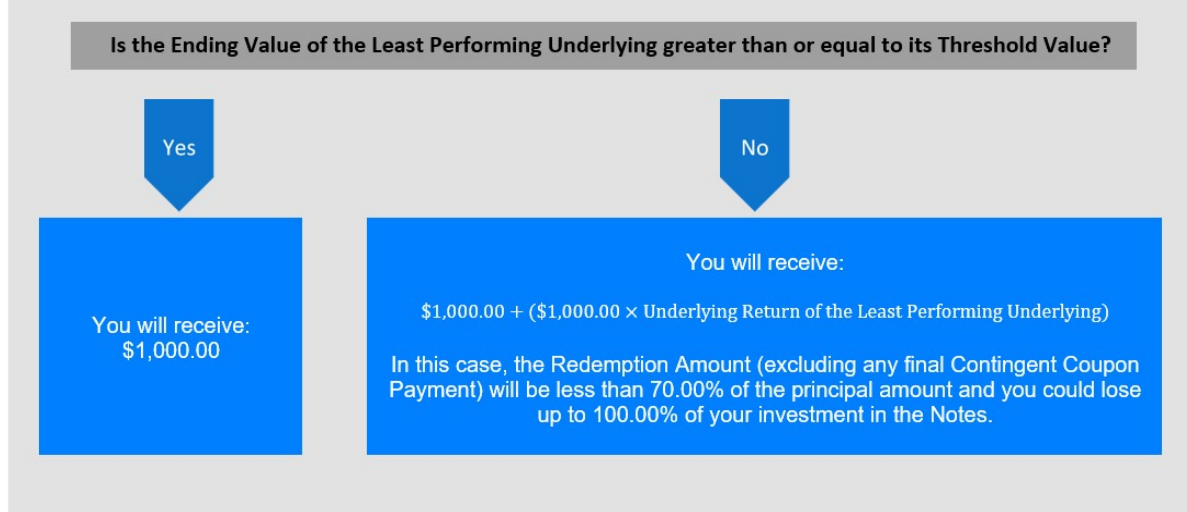 Is the Ending Value of the Least Performing Underlying greater than or equal to its Threshold Value?
Yes
No
You will receive:
$1,000.00
You will receive:
$1,000.00 + ($1,000.00 × Underlying Return of the Least Performing Underlying)
In this case, the Redemption Amount (excluding any final Contingent Coupon
Payment) will be less than 70.00% of the principal amount and you could lose
up to 100.00% of your investment in the Notes.